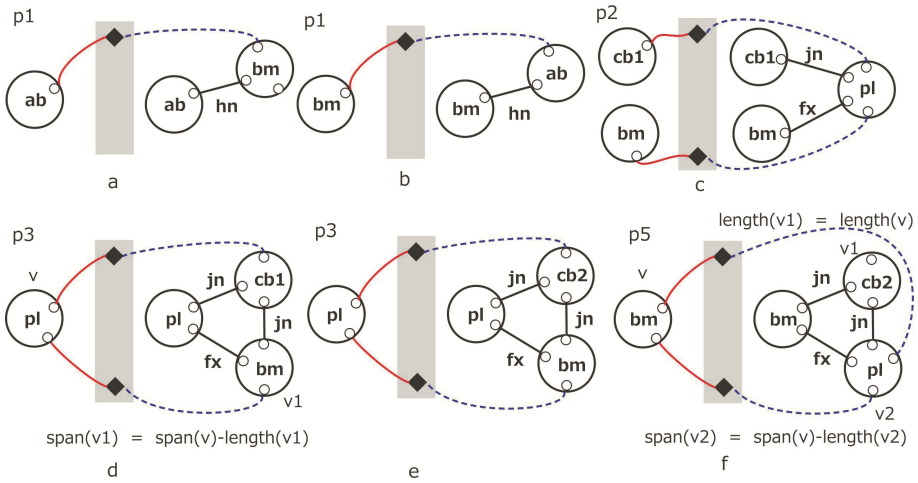 p1
ab
ab
bm
hn
a
p1
bm
bm
ab
hn
b
p2
cb1
bm
cb1
bm
jn
fx
pl
c
p3
v
pl
pl
jn
cb1
jn
fx
bm
v1
span(v1) = span(v)-length(v1)
d
p3
pl
pl
jn
cb2
jn
fx
bm
e
length(v1) = length(v)
p5
v
bm
bm
v1
jn
cb2
jn
fx
pl
v2
span(v2) = span(v)-length(v2)
f